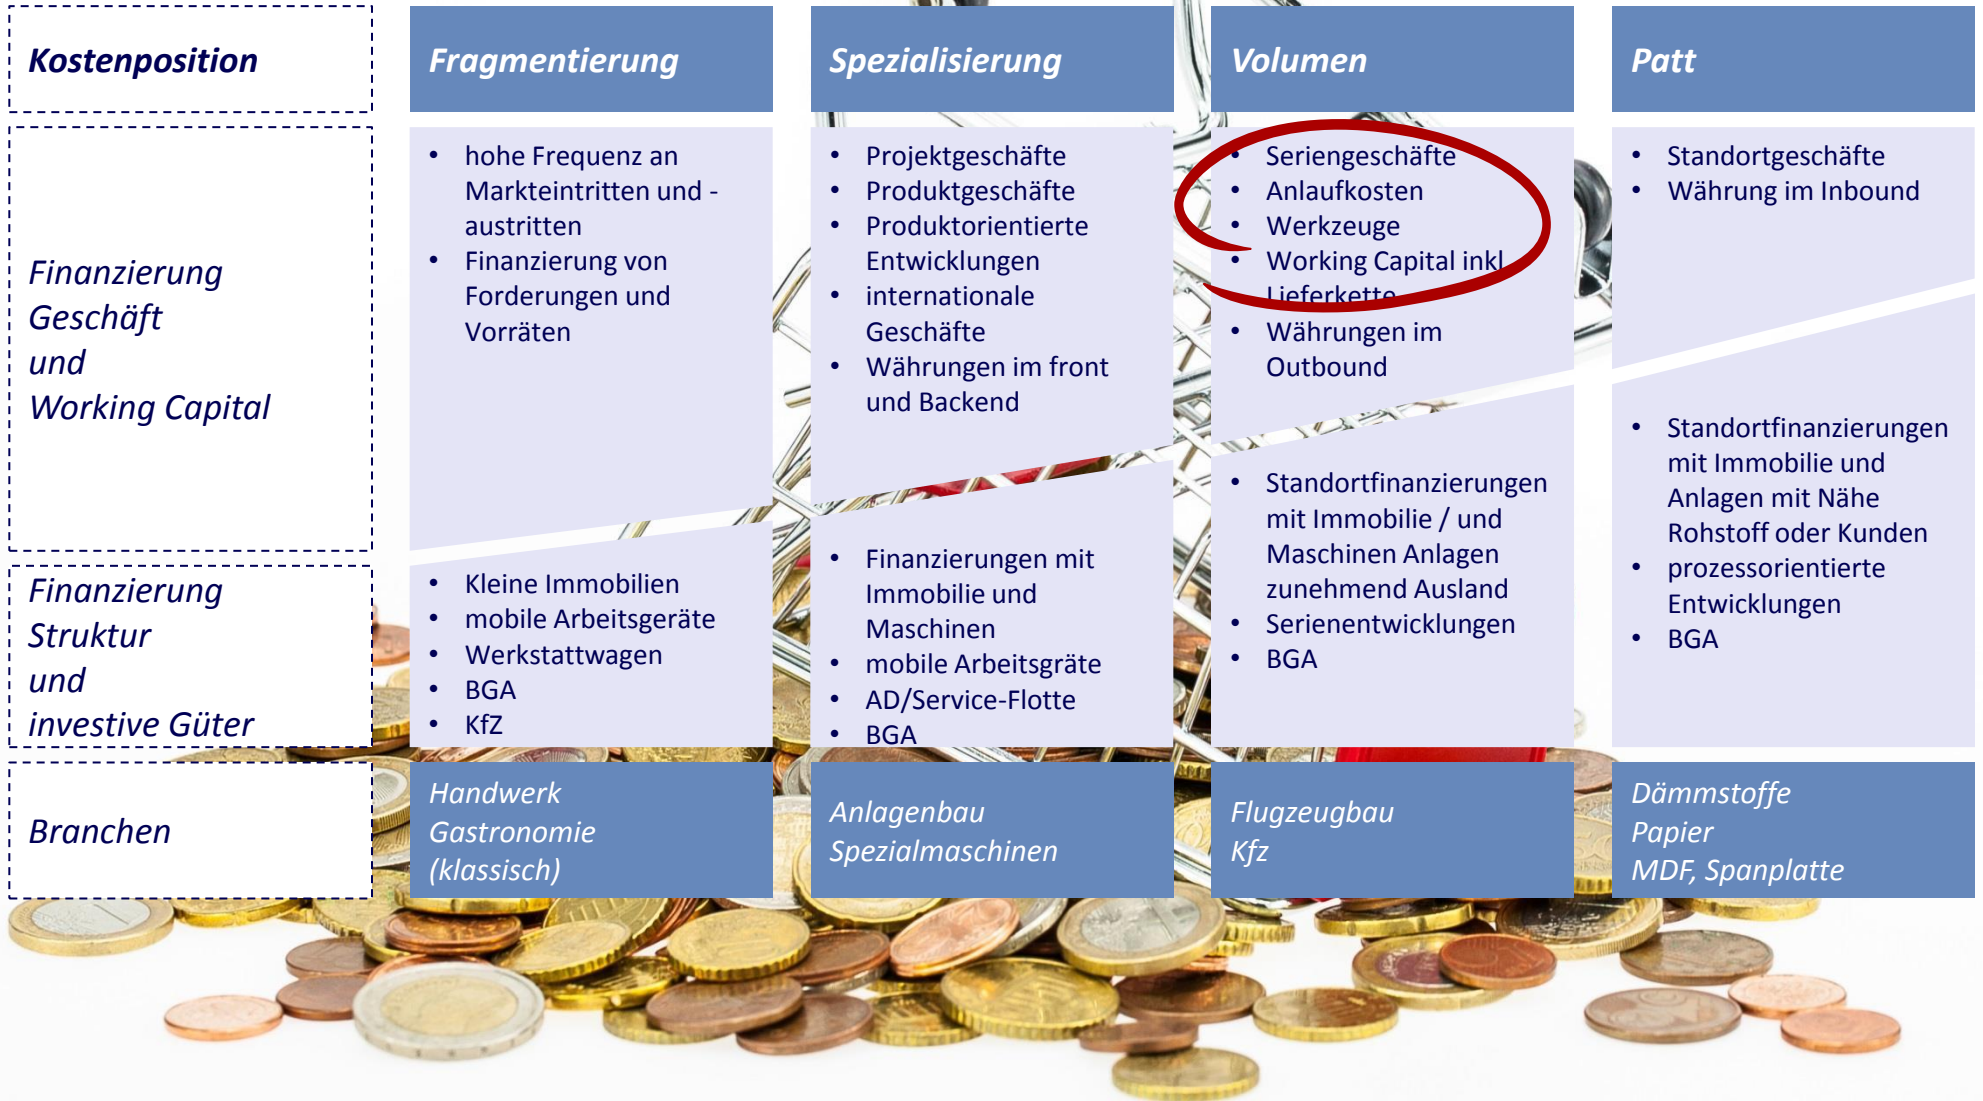 Kostenposition
Fragmentierung
Spezialisierung
Volumen
Patt
Finanzierung
Geschäft
und
Working Capital
• hohe Frequenz an
Markteintritten und -
austritten
• Finanzierung von
Forderungen und
Vorräten
• Projektgeschäfte
• Produktgeschäfte
• Produktorientierte
Entwicklungen
• internationale
Geschäfte
• Währungen im front
und Backend
• Seriengeschäfte
• Anlaufkosten
• Werkzeuge
• Working Capital inkl
Lieferkette
• Währungen im
Outbound
• Standortgeschäfte
• Währung im Inbound
Finanzierung
Struktur
und
investive Güter
• Kleine Immobilien
• mobile Arbeitsgeräte
• Werkstattwagen
• BGA
• KfZ
• Finanzierungen mit
Immobilie und
Maschinen
• mobile Arbeitsgräte
• AD/Service-Flotte
• BGA
• Standortfinanzierungen
mit Immobilie / und
Maschinen Anlagen
zunehmend Ausland
• Serienentwicklungen
• BGA
• Standortfinanzierungen
mit Immobilie und
Anlagen mit Nähe
Rohstoff oder Kunden
• prozessorientierte
Entwicklungen
• BGA
Branchen
Handwerk
Gastronomie
(klassisch)
Anlagenbau
Spezialmaschinen
Flugzeugbau
Kfz
Dämmstoffe
Papier
MDF, Spanplatte